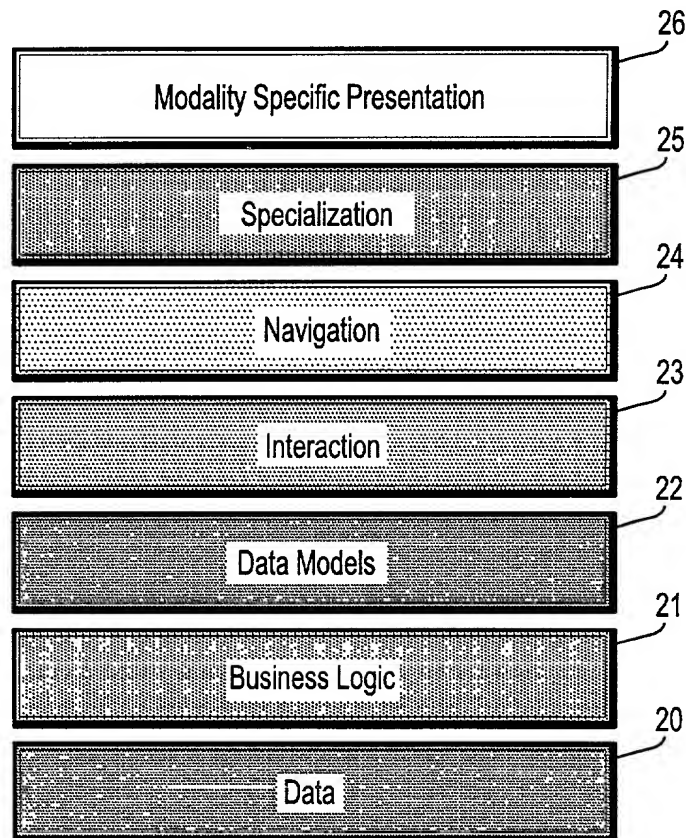 26
Modality Specific Presentation
25
Specialization
24
Navigation
23
Interaction
22
Data Models
21
Business Logic
20
Data